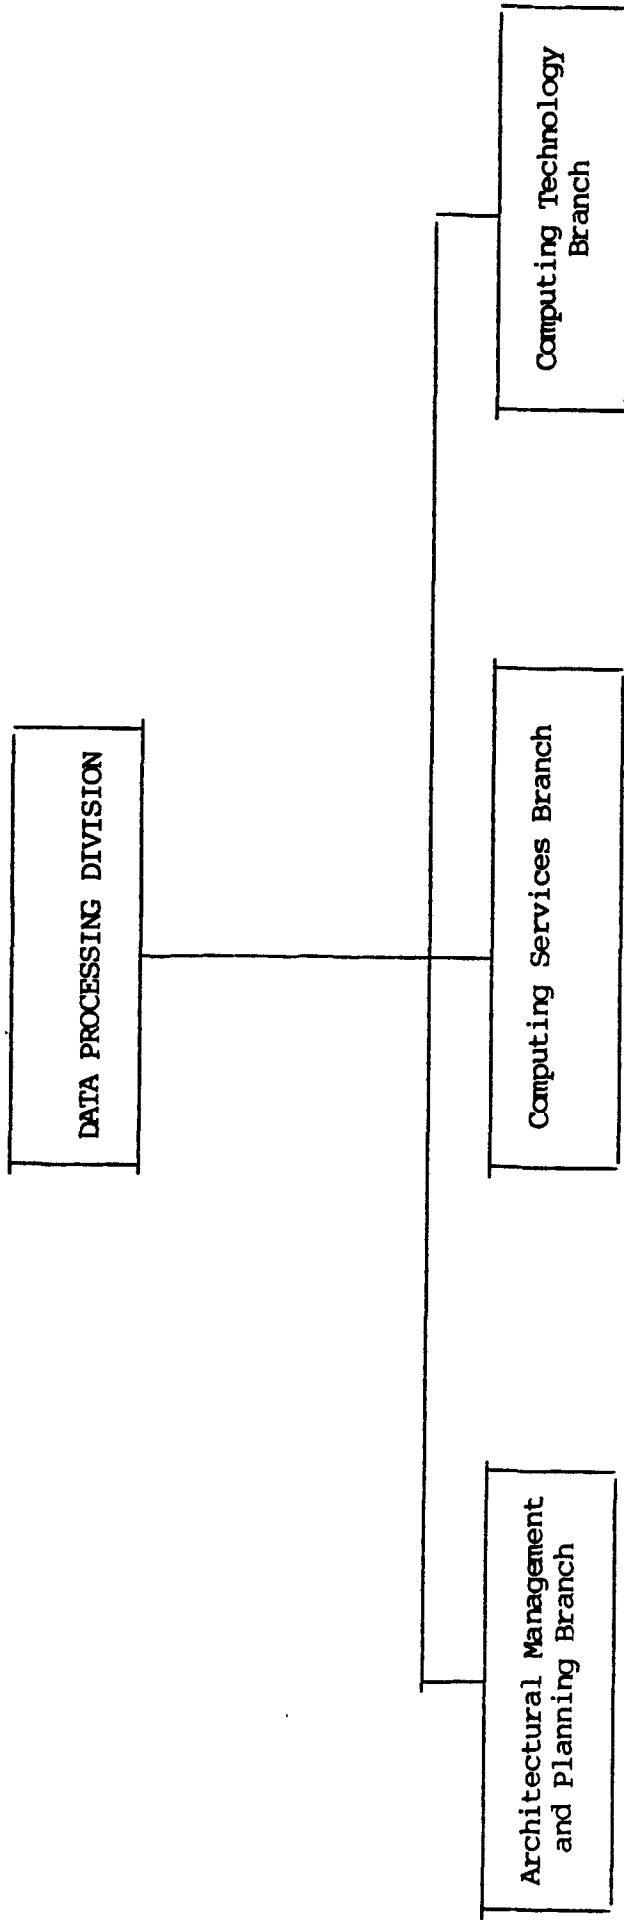 DATA PROCESSING DIVISION
Architectural Management
and Planning Branch
Computing Services Branch
Computing Technology
Branch